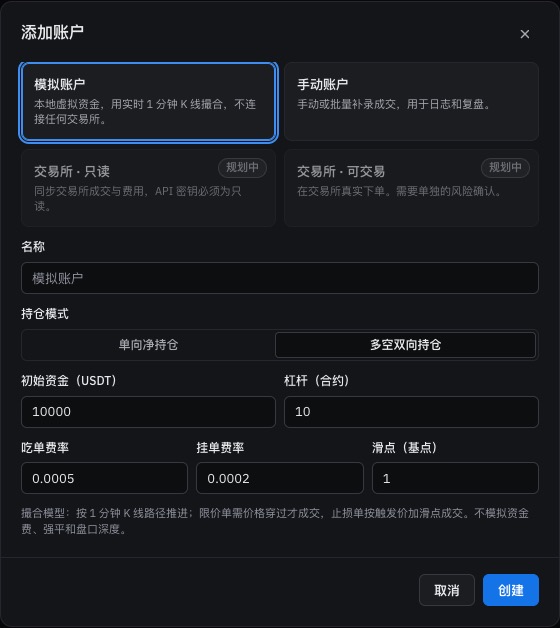 添加账户
×
模拟账户
本地虚拟资金，用实时 1 分钟 K 线撮合，不连
接任何交易所。
手动账户
手动或批量补录成交，用于日志和复盘。
交易所 · 只读
规划中
同步交易所成交与费用，API 密钥必须为只
读。
交易所 · 可交易
规划中
在交易所真实下单。需要单独的风险确认。
名称
模拟账户
持仓模式
单向净持仓
多空双向持仓
初始资金（USDT）
杠杆（合约）
10000
10
吃单费率
挂单费率
滑点（基点）
0.0005
0.0002
1
撮合模型：按 1 分钟 K 线路径推进；限价单需价格穿过才成交，止损单按触发价加滑点成交。不模拟资金
费、强平和盘口深度。
取消
创建